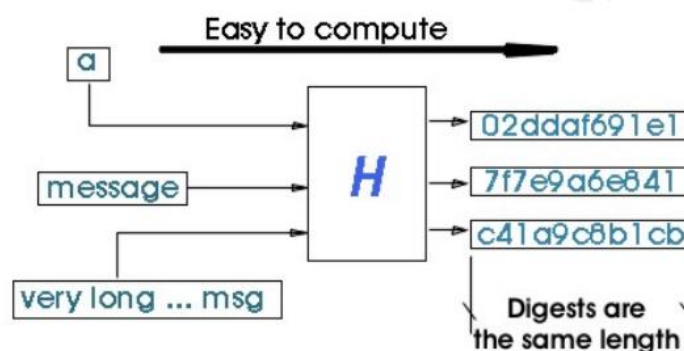 Easy to compute
a
message
very long ... msg
H
02ddaf691e1
7f7e9a6e841
c41a9c8b1cb
Digests are
the same length